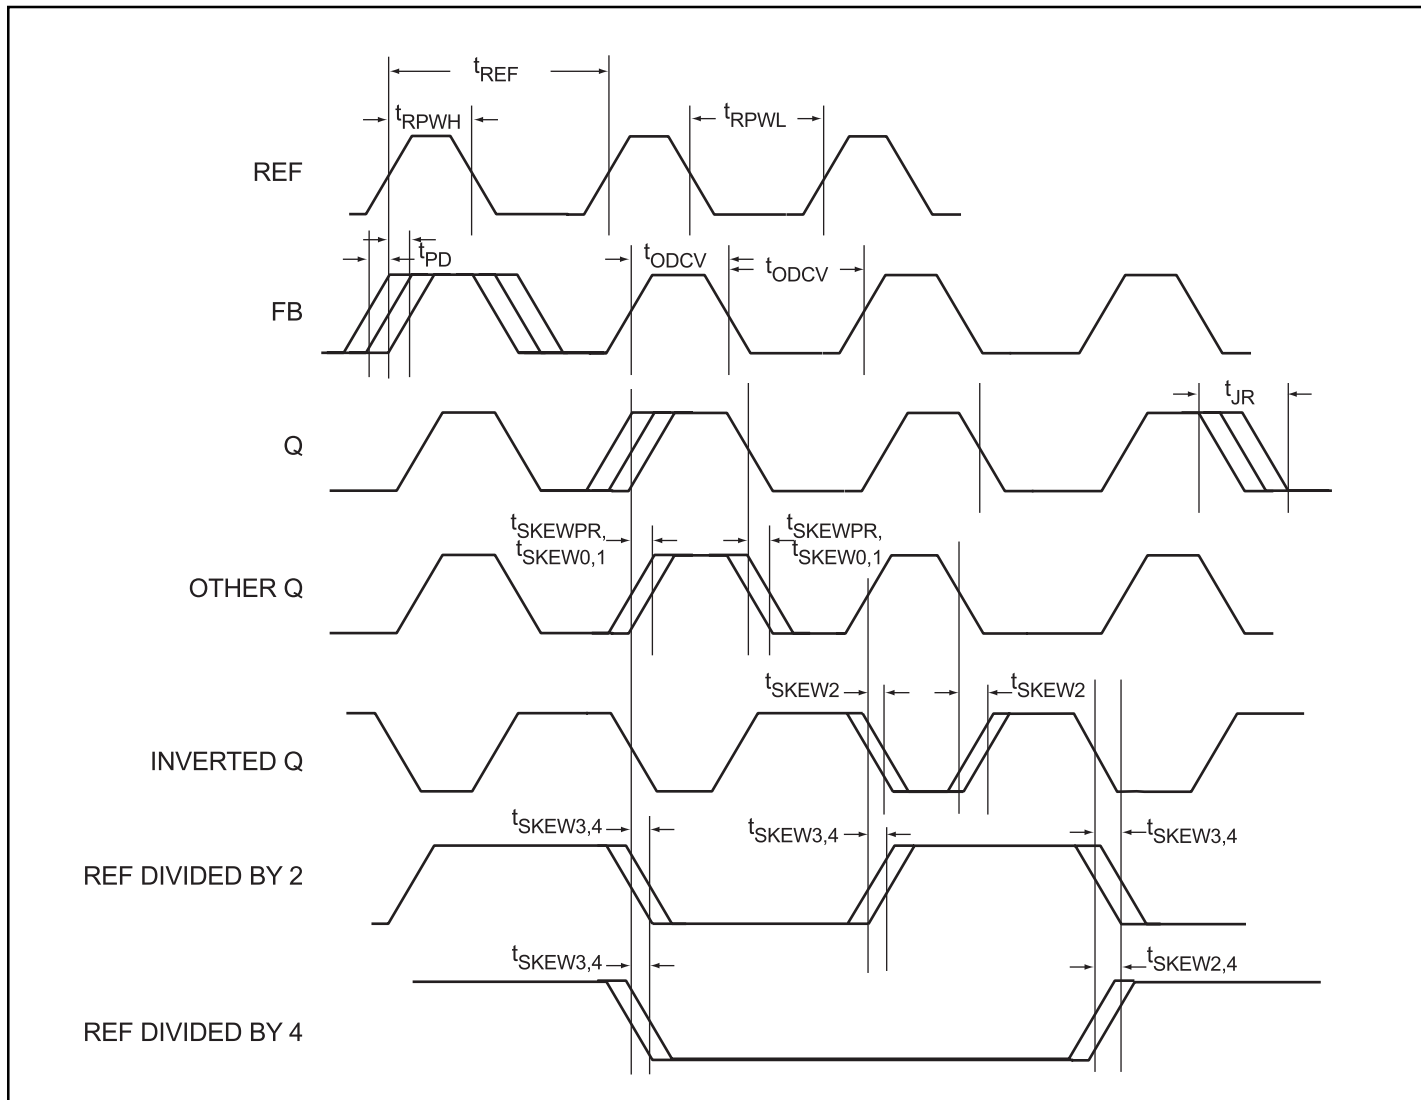 tREF
tRPWH
tRPWL
REF
tPD
tODCV
tODCV
FB
tJR
Q
tSKEWPR,
tSKEW0,1
tSKEWPR,
tSKEW0,1
OTHER Q
tSKEW2
tSKEW2
INVERTED Q
tSKEW3,4
tSKEW3,4
tSKEW3,4
REF DIVIDED BY 2
tSKEW3,4
tSKEW2,4
REF DIVIDED BY 4